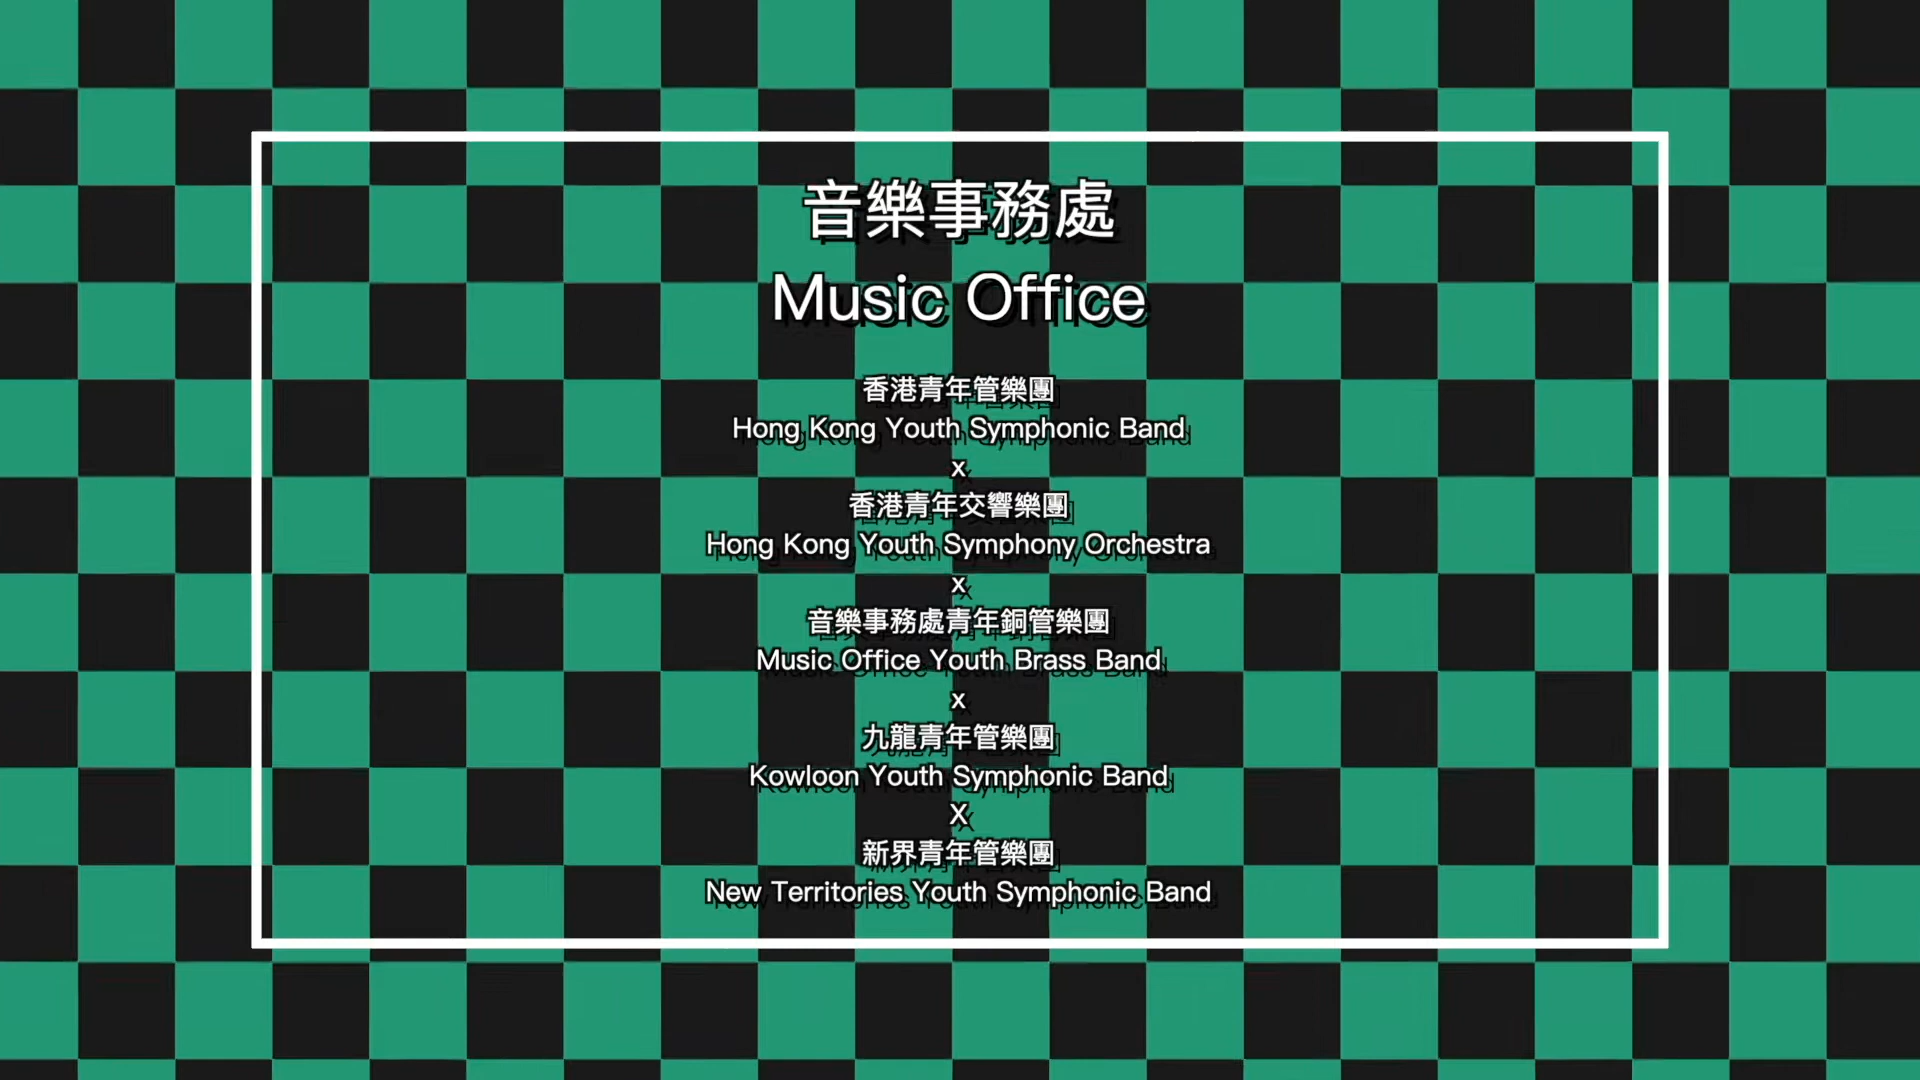 音樂事務處
Music Office
香港青年管樂團
Hong Kong Youth Symphonic Band
x
香港青年交響樂團
Hong Kong Youth Symphony Orchestra
x
音樂事務處青年銅管樂團
Music Office Youth Brass Band
x
九龍青年管樂團
Kowloon Youth Symphonic Band
X
新界青年管樂團
New Territories Youth Symphonic Band